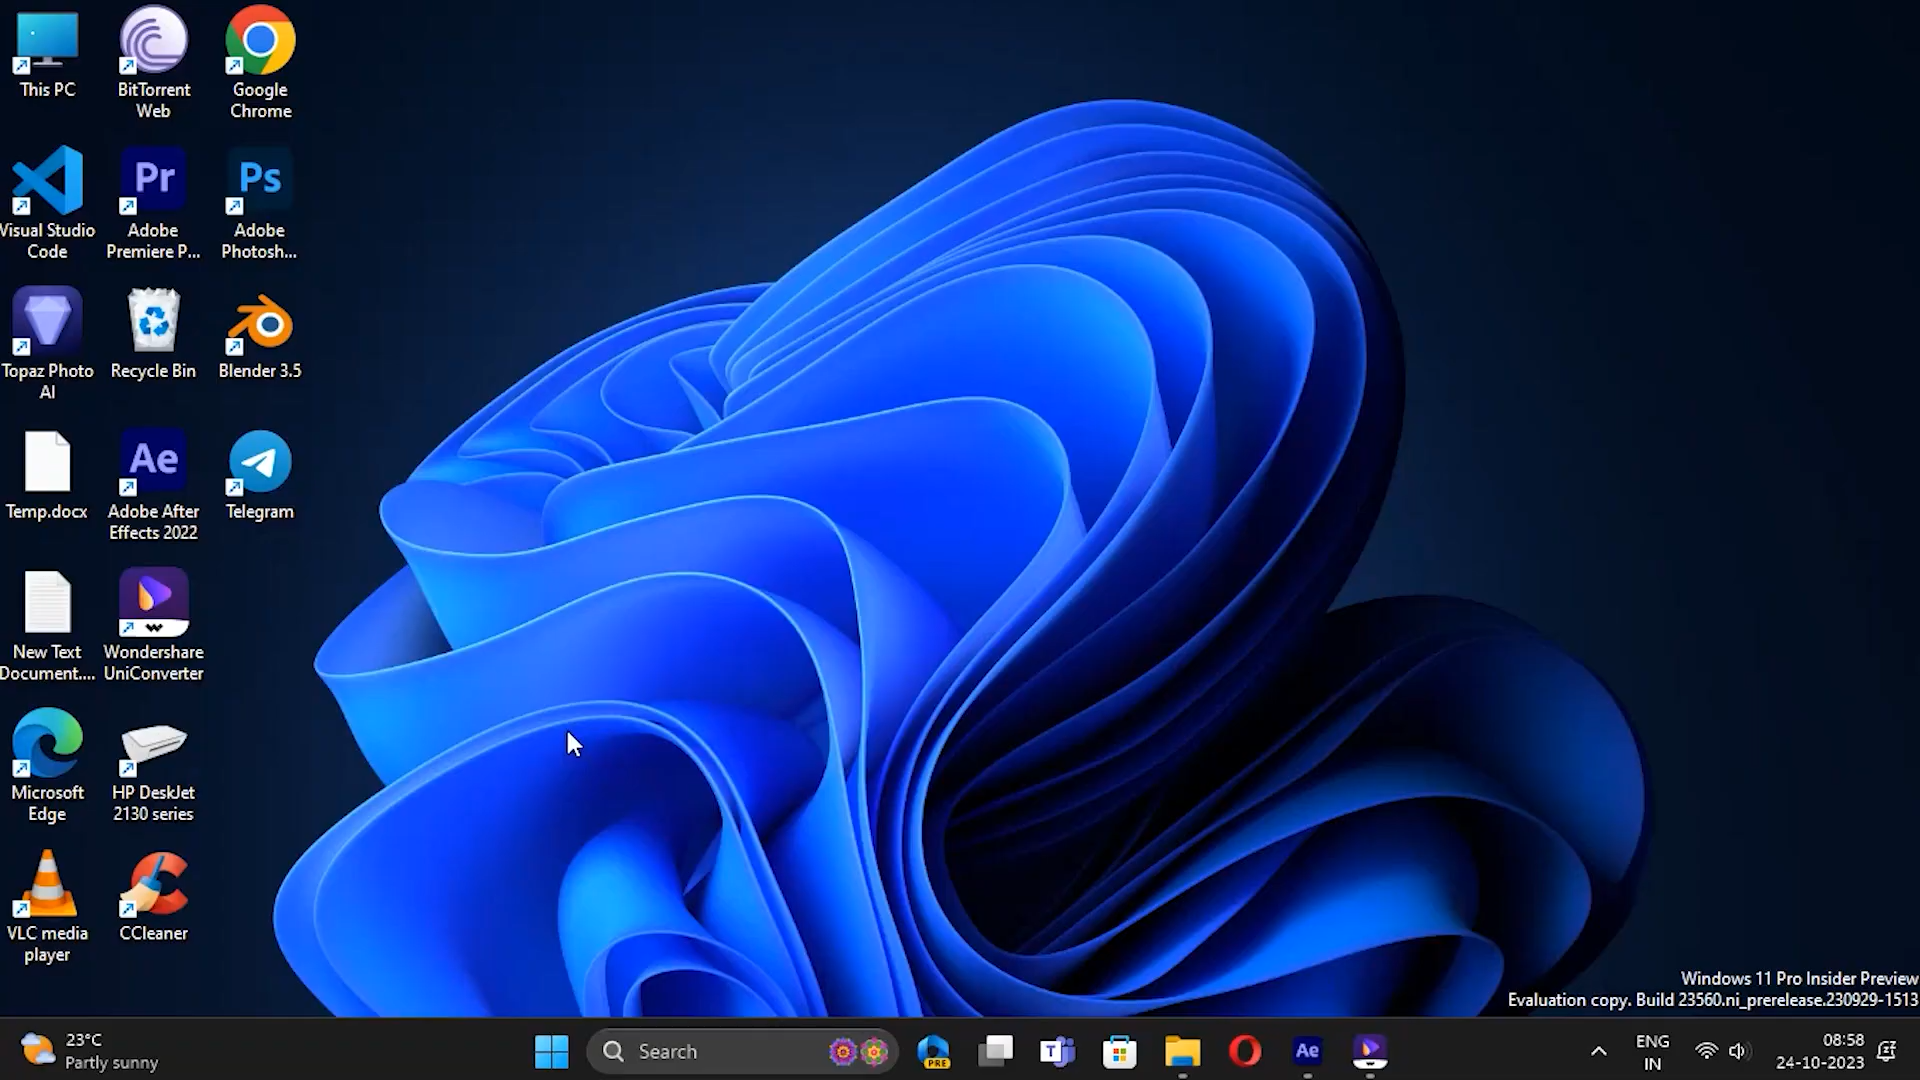 This PC
BitTorrent
Web
Google
Chrome
Visual Studio
Code
Pr
Adobe
Premiere P...
Ps
Adobe
Photosh...
Topaz Photo
AI
Recycle Bin
Blender 3.5
Temp.docx
Ae
Adobe After
Effects 2022
Telegram
New Text
Document....
Wondershare
UniConverter
Microsoft
Edge
HP DeskJet
2130 series
VLC media
player
CCleaner
Windows 11 Pro Insider Preview
Evaluation copy. Build 23560.ni_prerelease.230929-1513
23°C
Partly sunny
Search
PRE
T
Ae
ENG
IN
08:58
24-10-2023